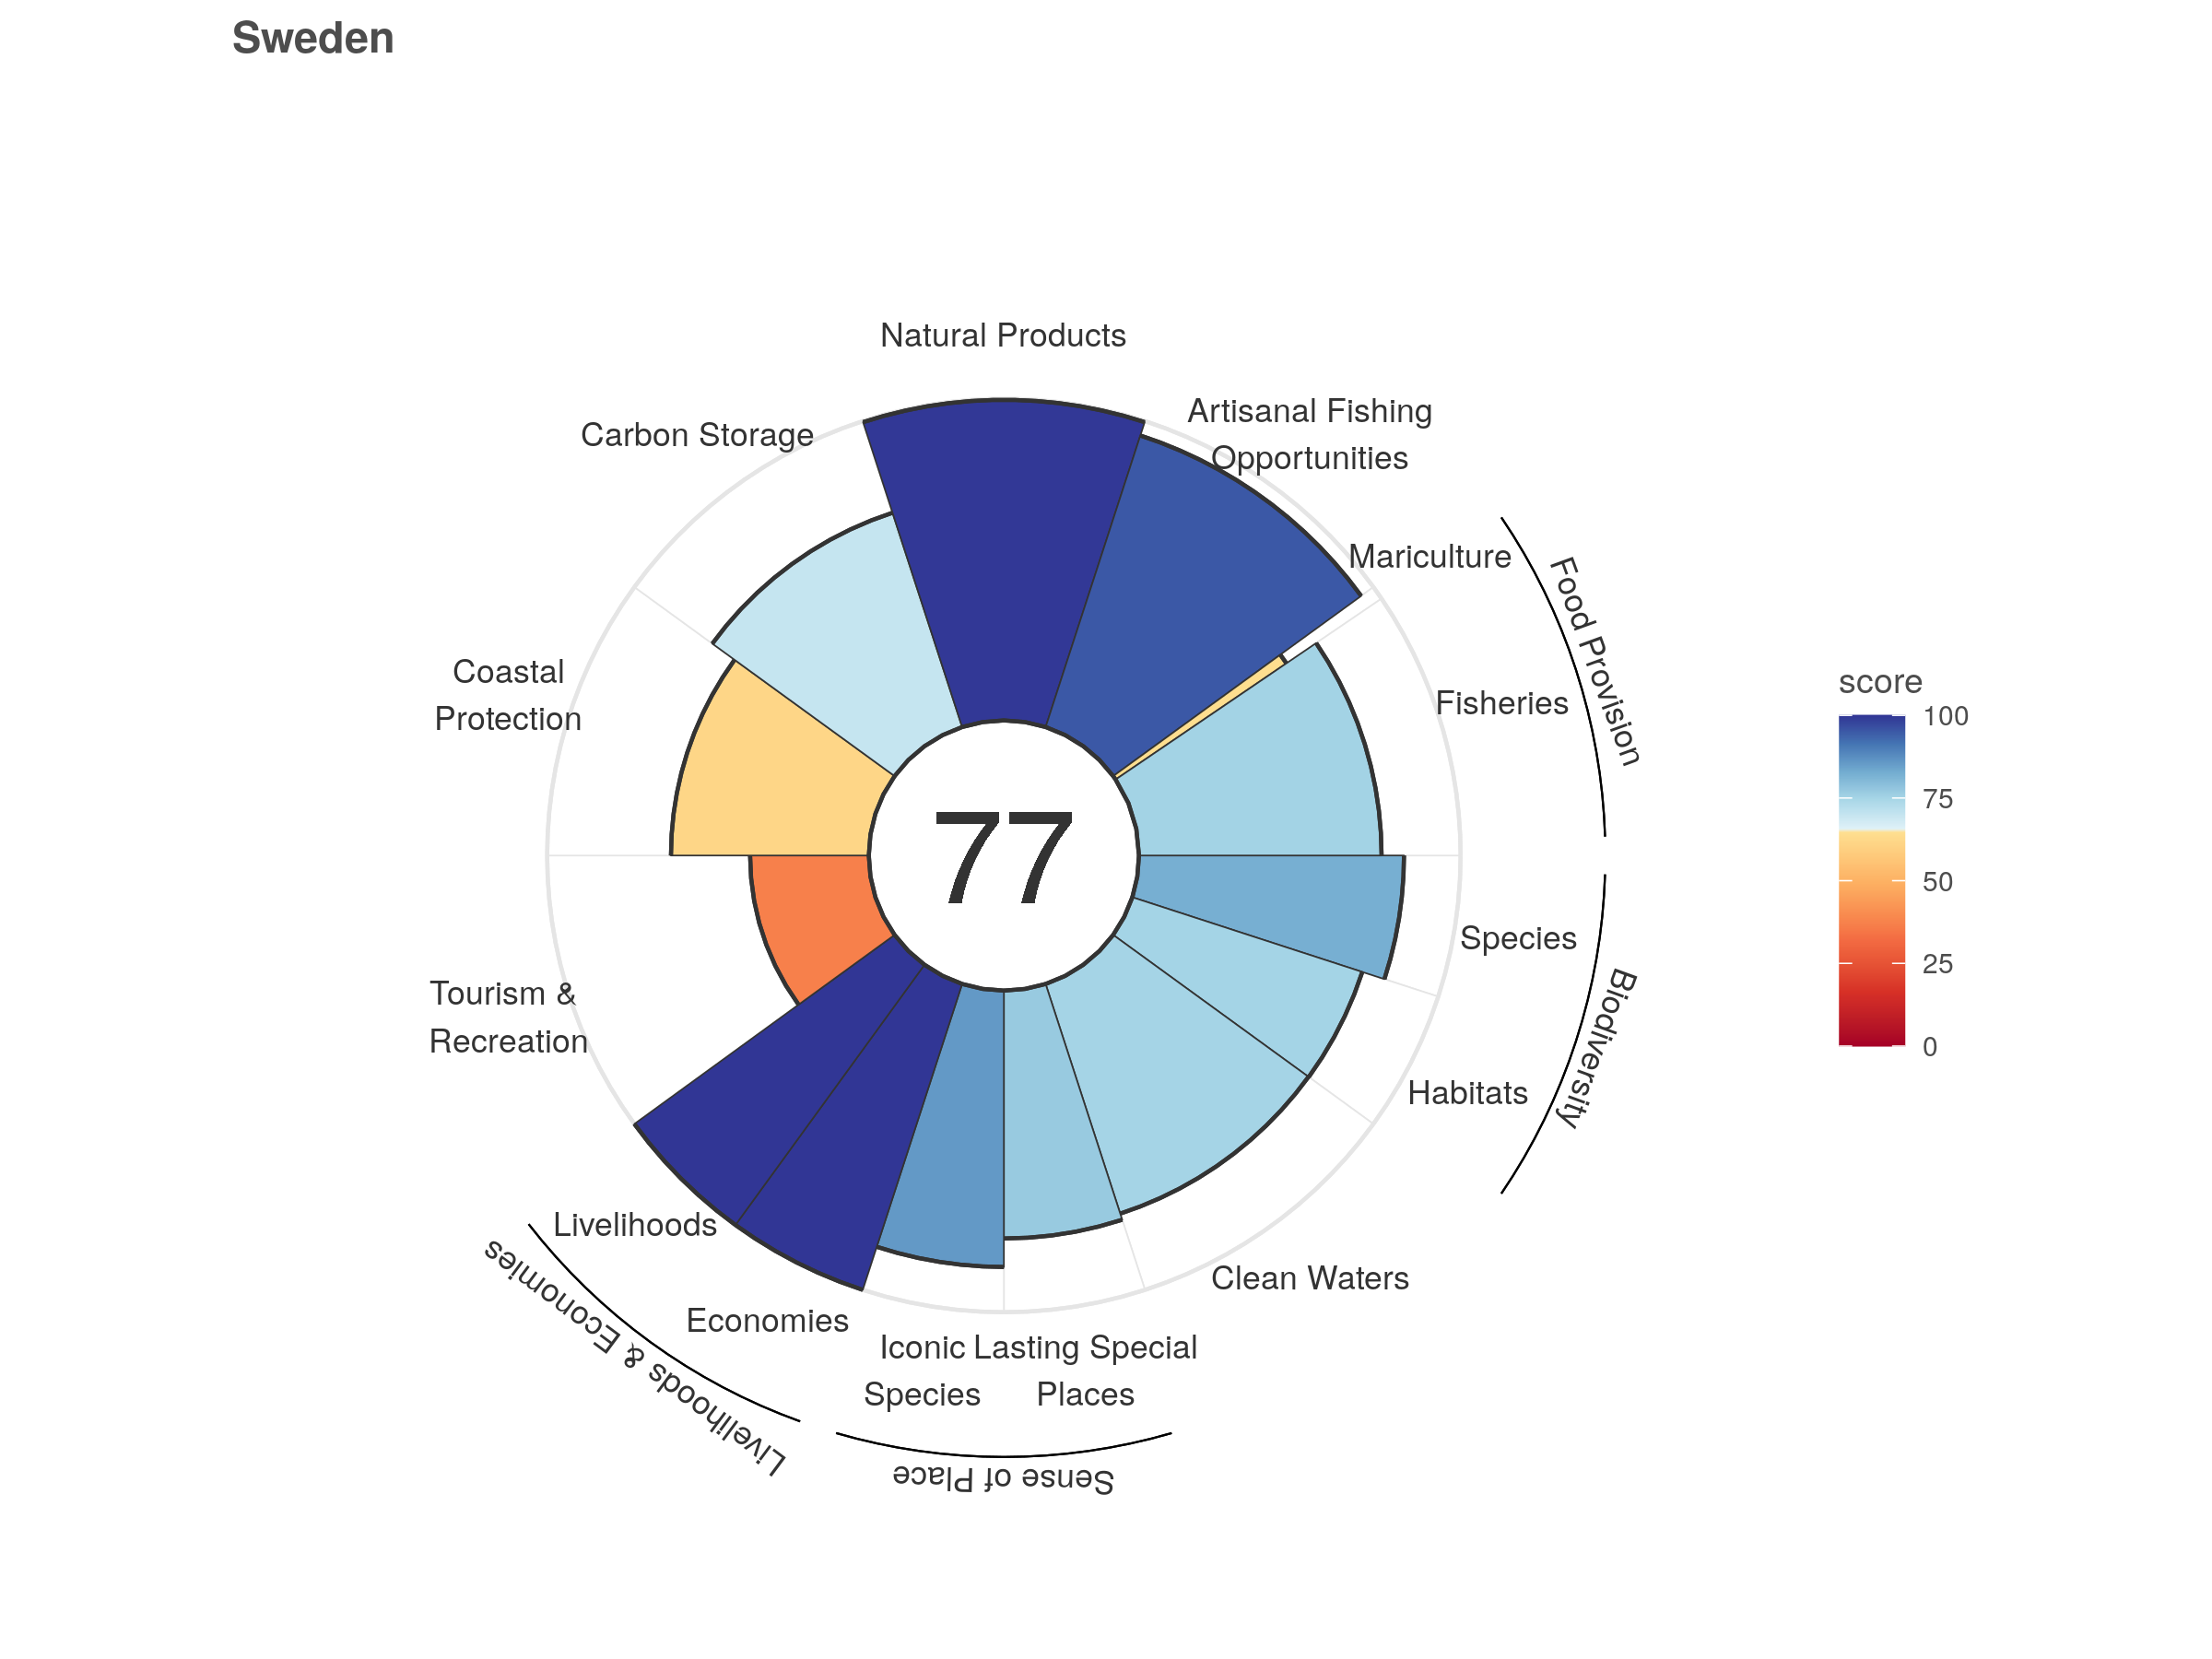 Sweden
Natural Products
Artisanal Fishing
Opportunities
Carbon Storage
Mariculture
Food Provision
Fisheries
Coastal
Protection
score
100
75
50
25
0
77
Species
Biodiversity
Habitats
Tourism &
Recreation
Clean Waters
Livelihoods
Economies
Livelihoods & Economies
Iconic
Species
Lasting Special
Places
Sense of Place